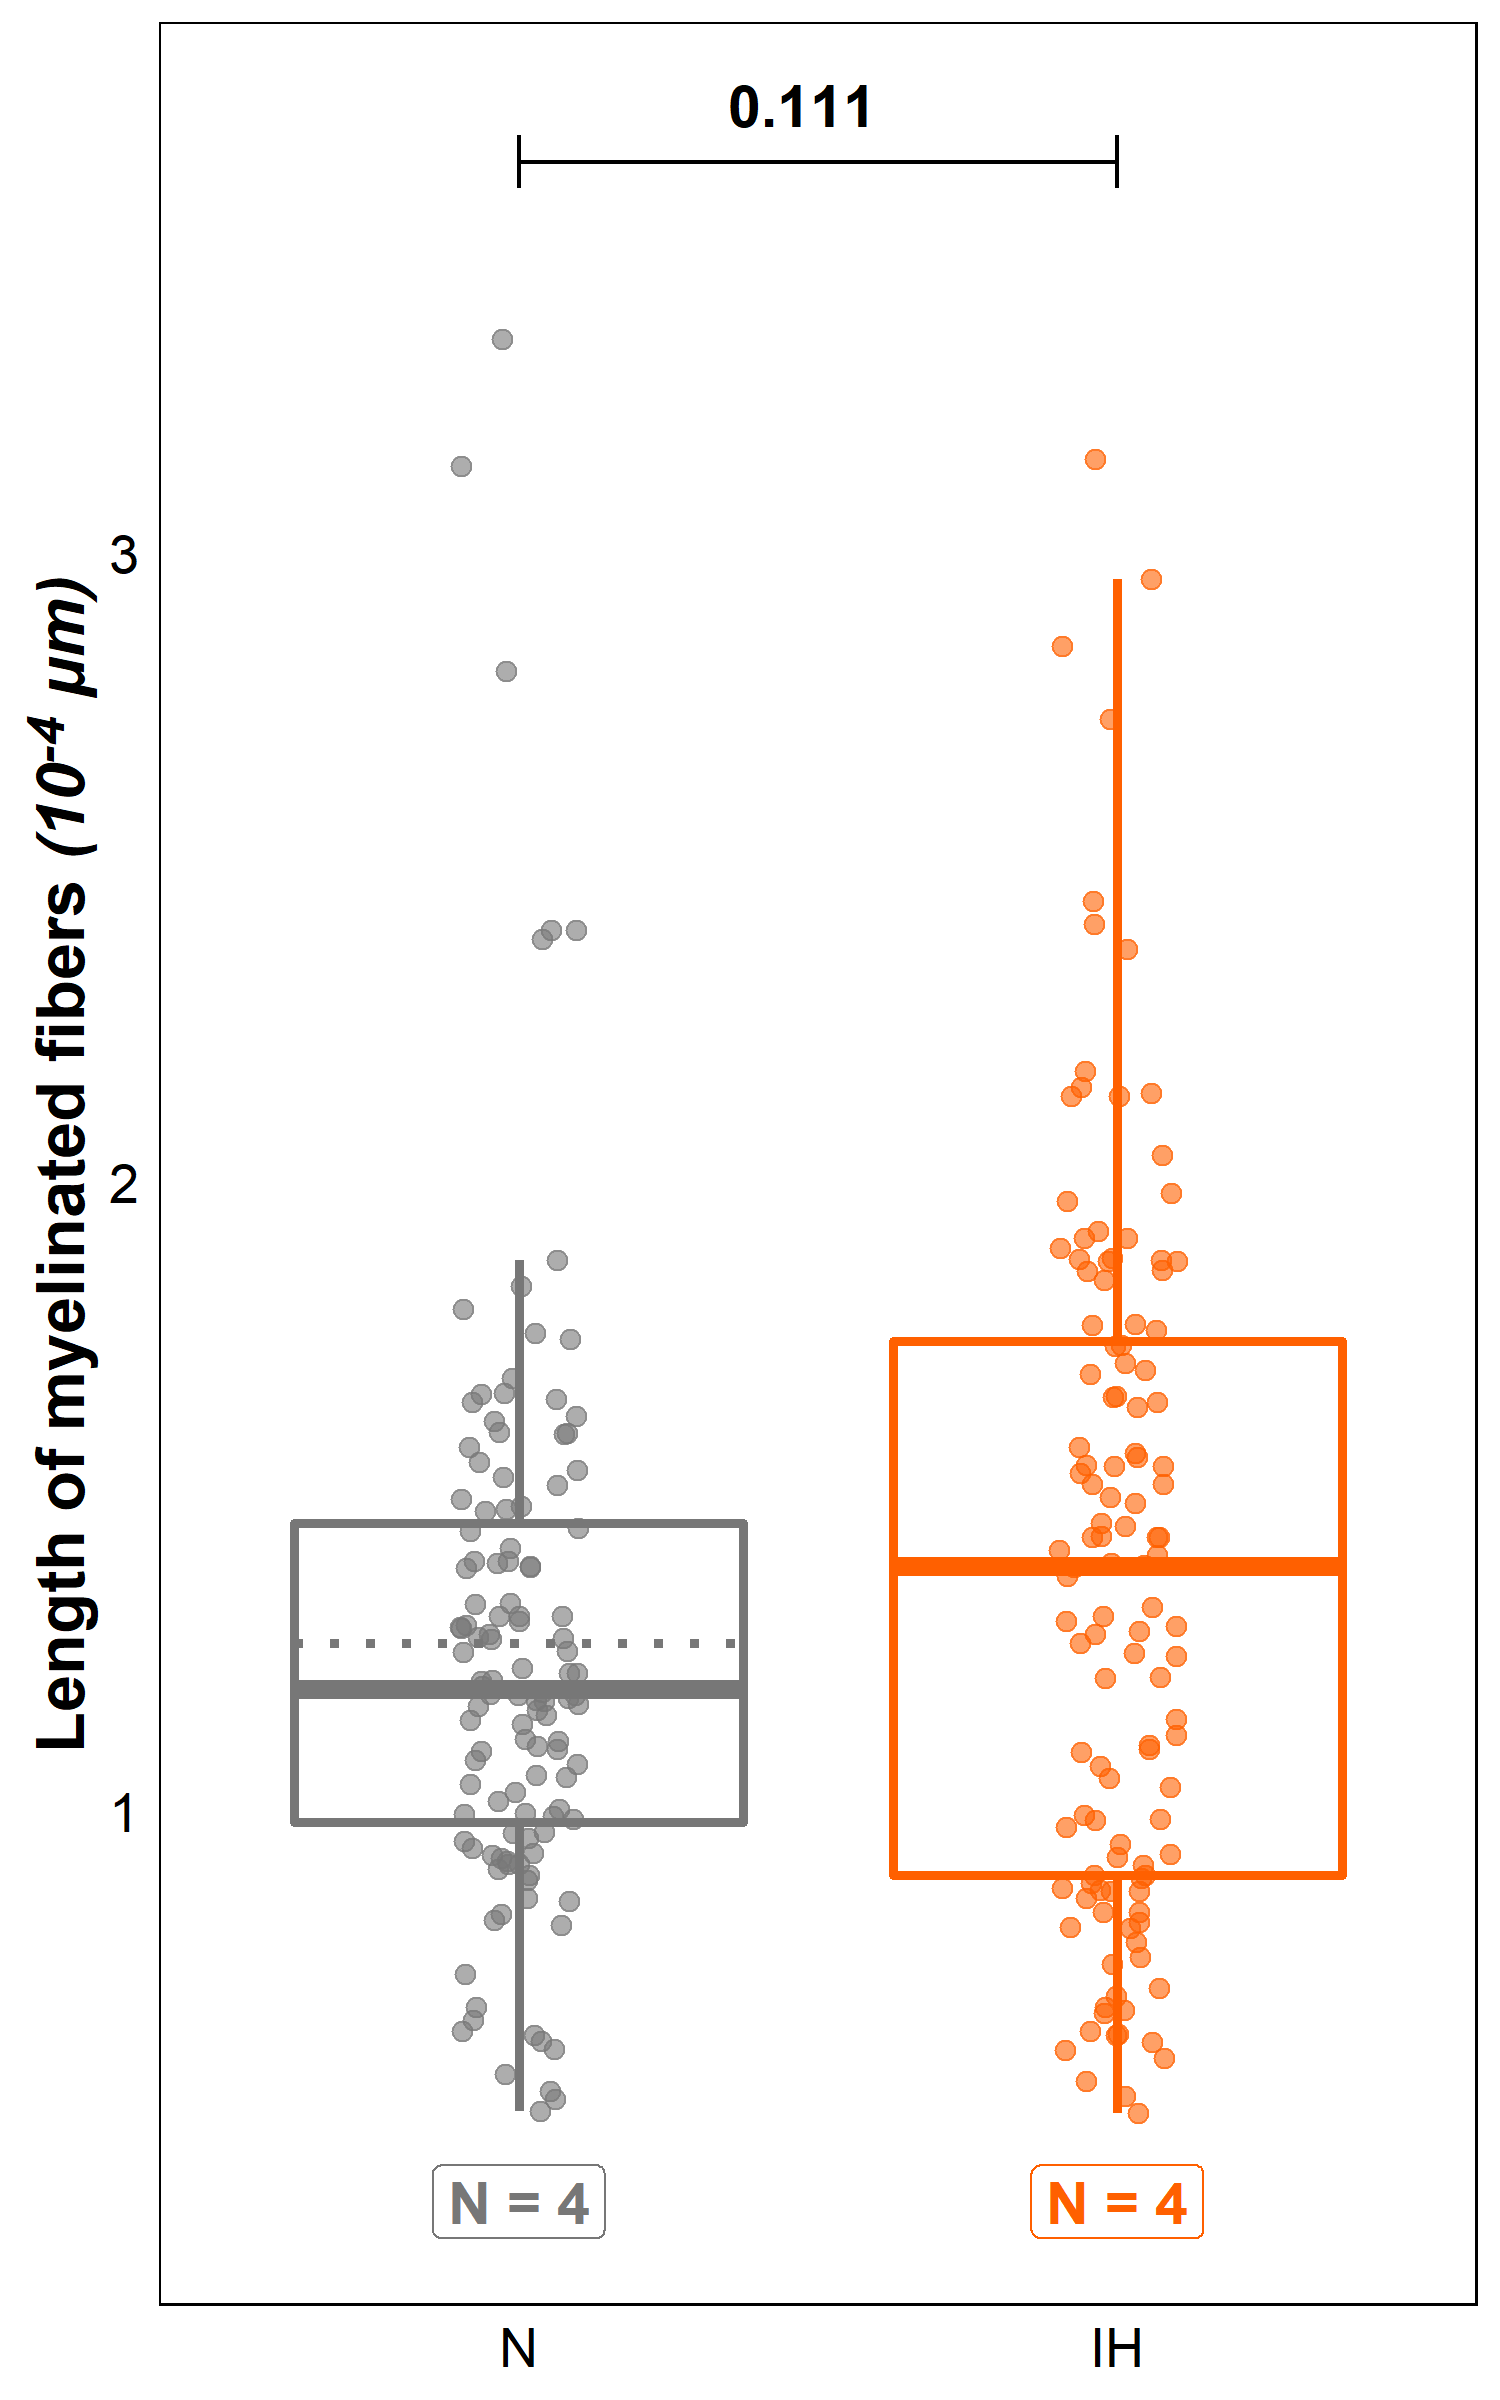 0.111
Length of myelinated fibers (10⁻⁴ µm)
3
2
1
N = 4
N = 4
N
IH